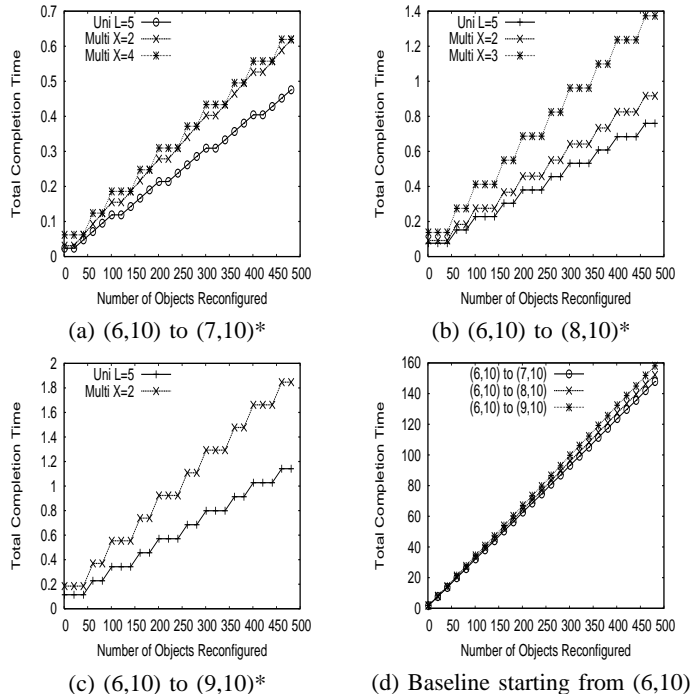 Uni L=5
Multi X=2
Multi X=4
0.7
0.6
0.5
0.4
0.3
0.2
0.1
0
Total Completion Time
0 50 100 150 200 250 300 350 400 450 500
Number of Objects Reconfigured
(a) (6,10) to (7,10)*
Uni L=5
Multi X=2
Multi X=3
1.4
1.2
1
0.8
0.6
0.4
0.2
0
Total Completion Time
0 50 100 150 200 250 300 350 400 450 500
Number of Objects Reconfigured
(b) (6,10) to (8,10)*
Uni L=5
Multi X=2
2
1.8
1.6
1.4
1.2
1
0.8
0.6
0.4
0.2
0
Total Completion Time
0 50 100 150 200 250 300 350 400 450 500
Number of Objects Reconfigured
(c) (6,10) to (9,10)*
(6,10) to (7,10)
(6,10) to (8,10)
(6,10) to (9,10)
160
140
120
100
80
60
40
20
0
Total Completion Time
0 50 100 150 200 250 300 350 400 450 500
Number of Objects Reconfigured
(d) Baseline starting from (6,10)